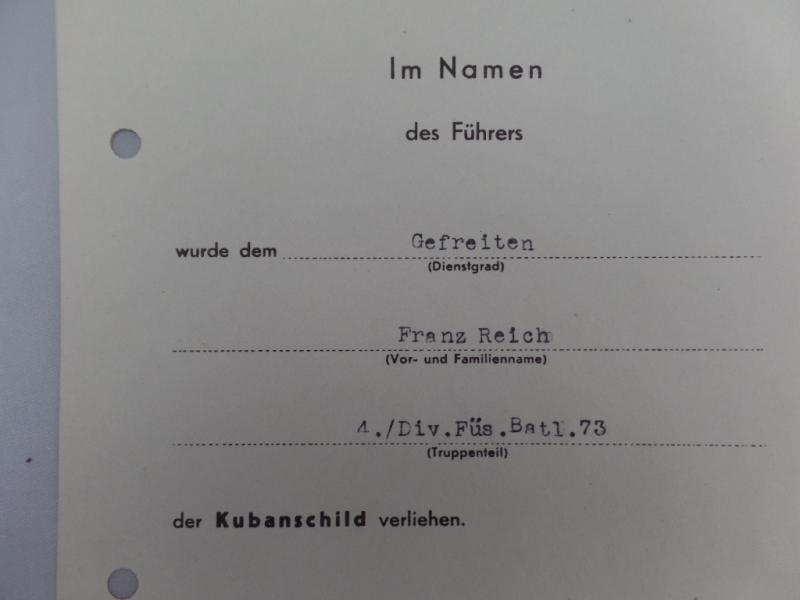 Im Namen
des Führers
wurde dem Gefreiten
(Dienstgrad)
Franz Reich
(Vor- und Familienname)
4./Div.Füs.Batl.73
(Truppenteil)
der Kubanschild verliehen.